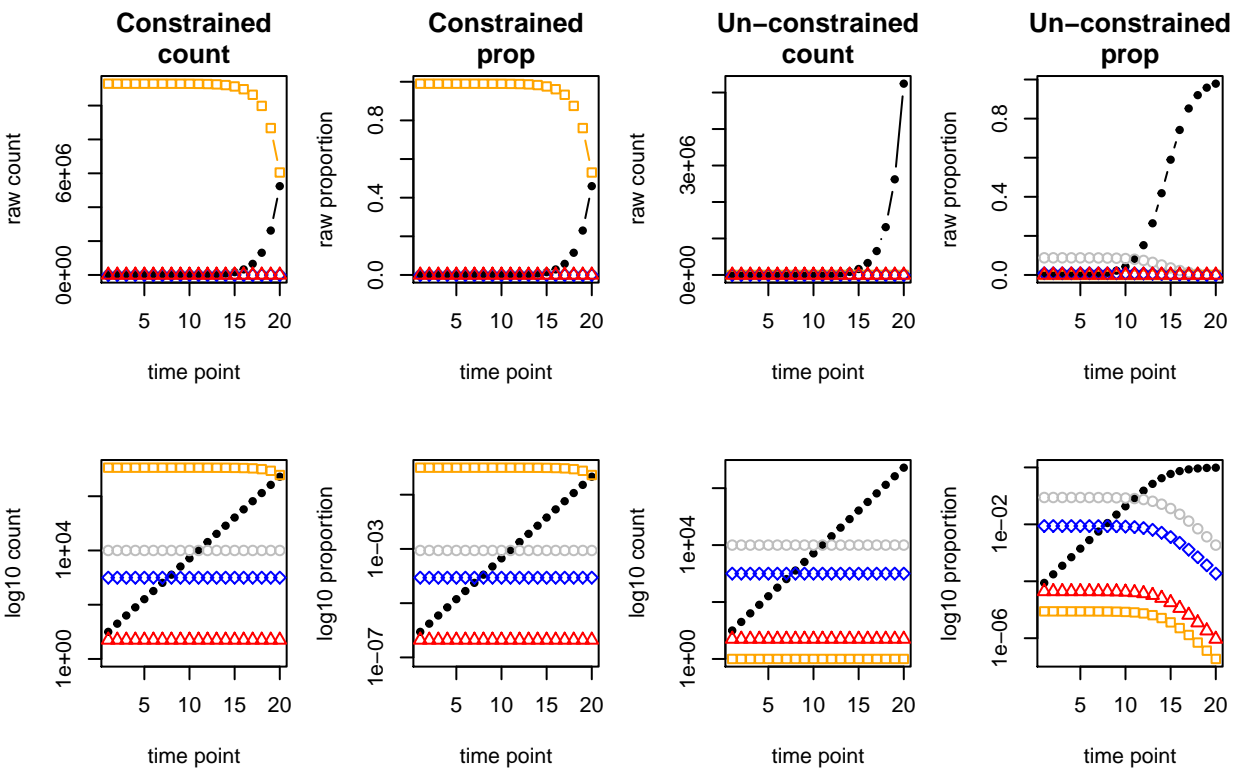 Constrained
count
Constrained
prop
Un−constrained
count
Un−constrained
prop
raw count
0e+00
6e+06
5 10 15 20
time point
raw proportion
0.0
0.4
0.8
5 10 15 20
time point
raw count
0e+00
3e+06
5 10 15 20
time point
raw proportion
0.0
0.4
0.8
5 10 15 20
time point
log10 count
1e+00
1e+04
5 10 15 20
time point
log10 proportion
1e−07
1e−03
5 10 15 20
time point
log10 count
1e+00
1e+04
5 10 15 20
time point
log10 proportion
1e−06
1e−02
5 10 15 20
time point